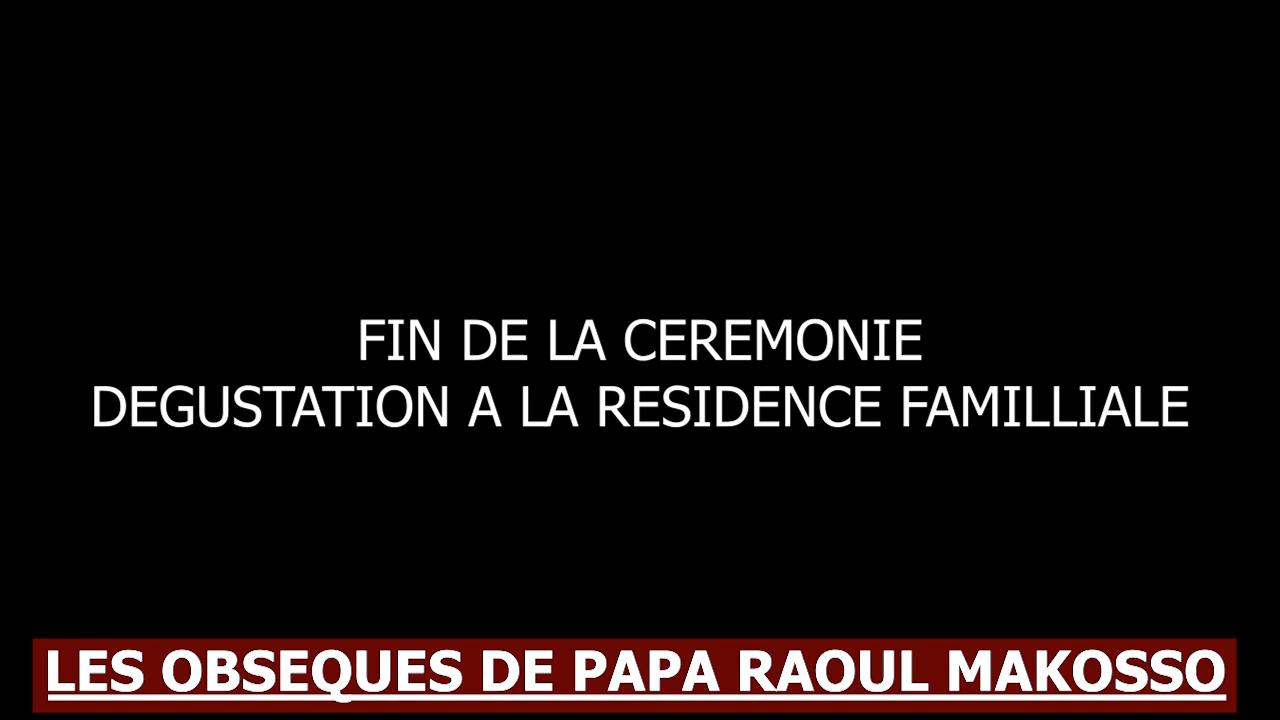 FIN DE LA CEREMONIE
DEGUSTATION A LA RESIDENCE FAMILLIALE
LES OBSEQUES DE PAPA RAOUL MAKOSSO